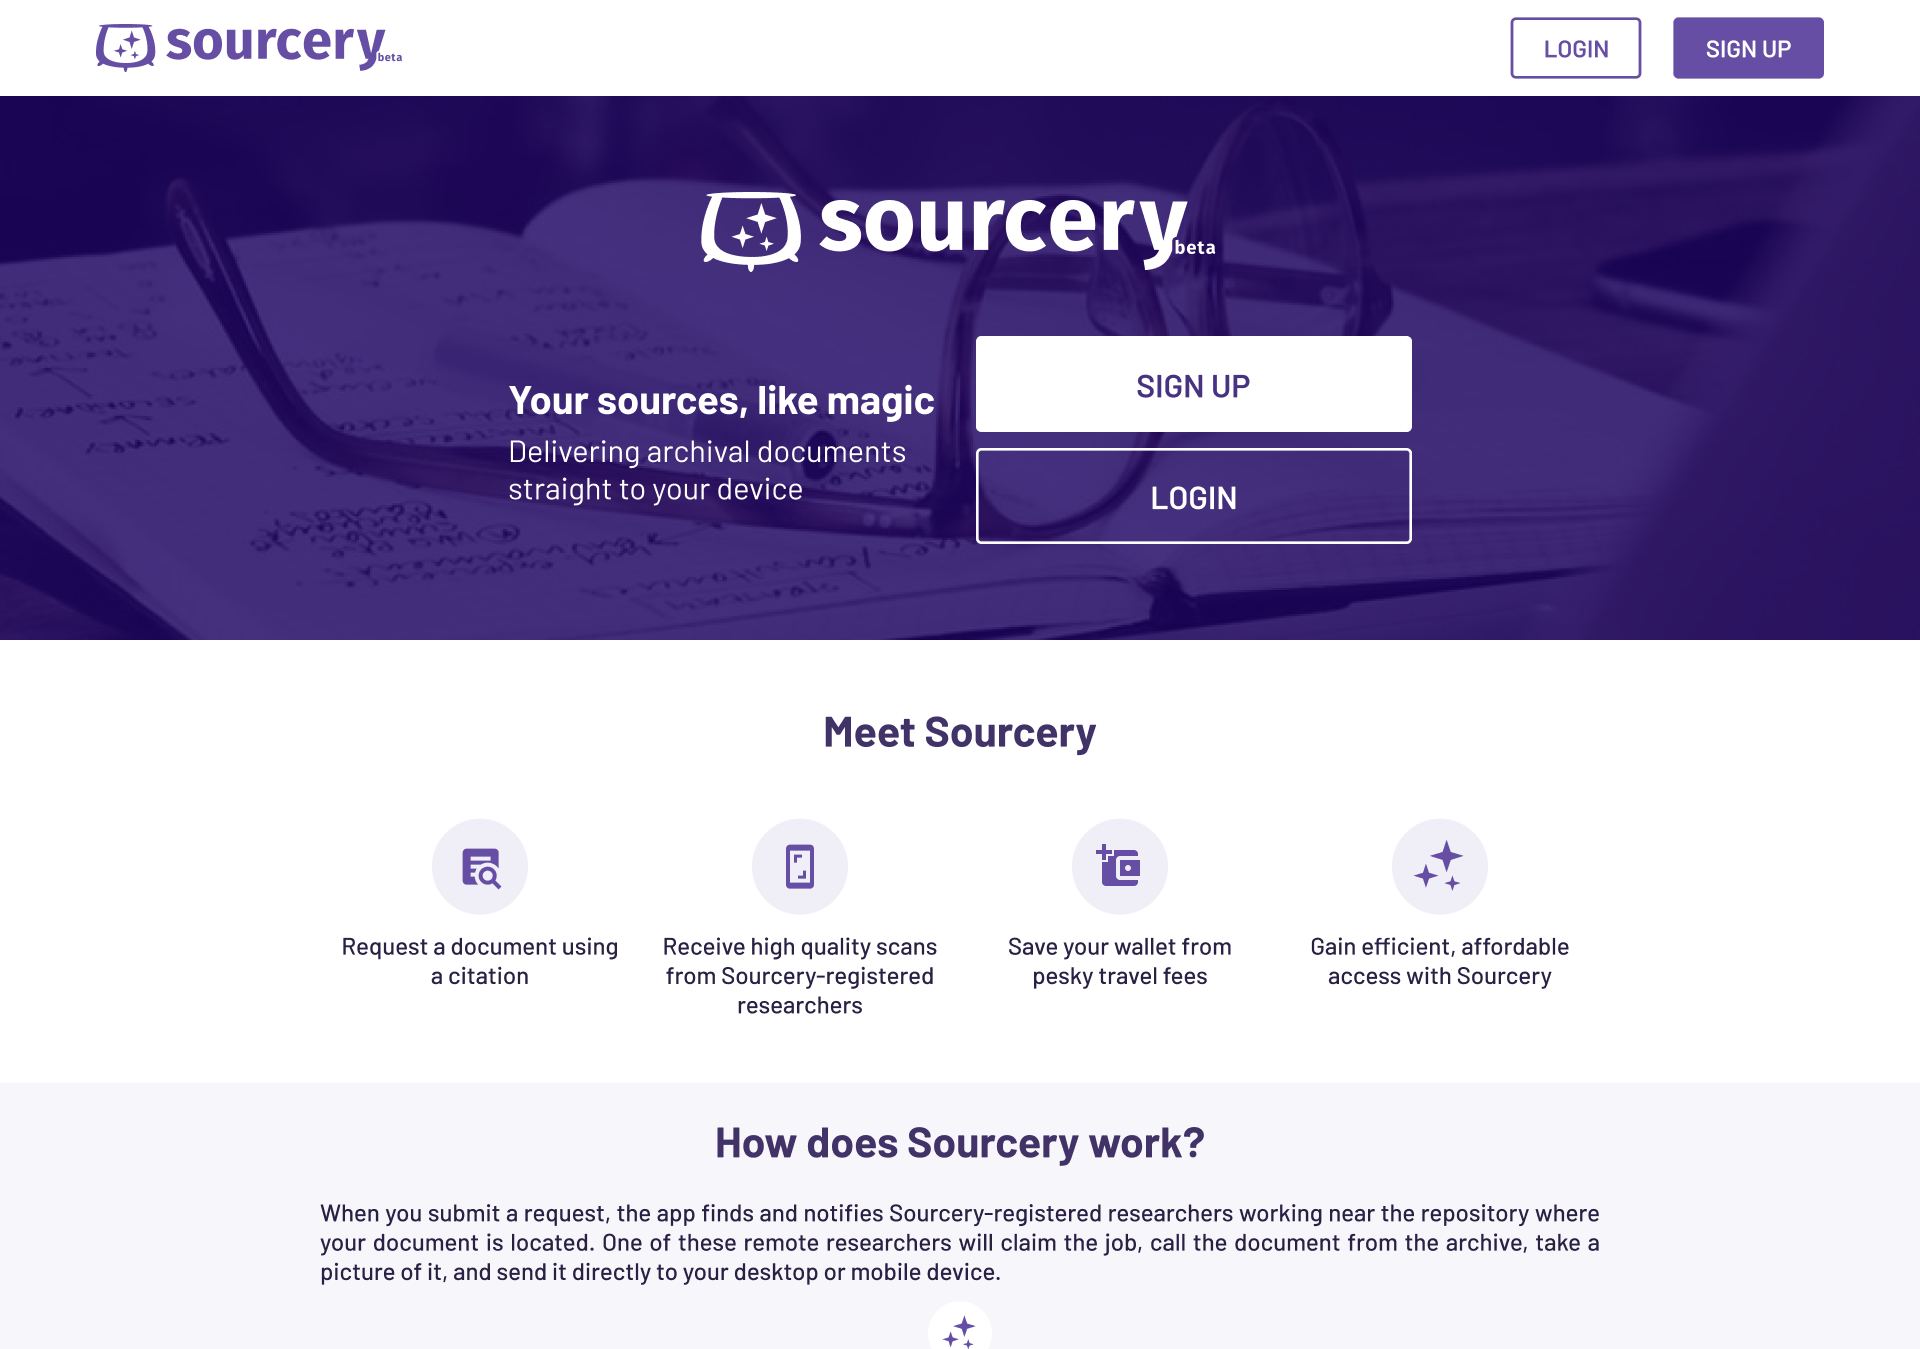 sourcery beta
LOGIN
SIGN UP
sourcery beta
Your sources, like magic
Delivering archival documents
straight to your device
SIGN UP
LOGIN
Meet Sourcery
Request a document using
a citation
Receive high quality scans
from Sourcery-registered
researchers
Save your wallet from
pesky travel fees
Gain efficient, affordable
access with Sourcery
How does Sourcery work?
When you submit a request, the app finds and notifies Sourcery-registered researchers working near the repository where
your document is located. One of these remote researchers will claim the job, call the document from the archive, take a
picture of it, and send it directly to your desktop or mobile device.